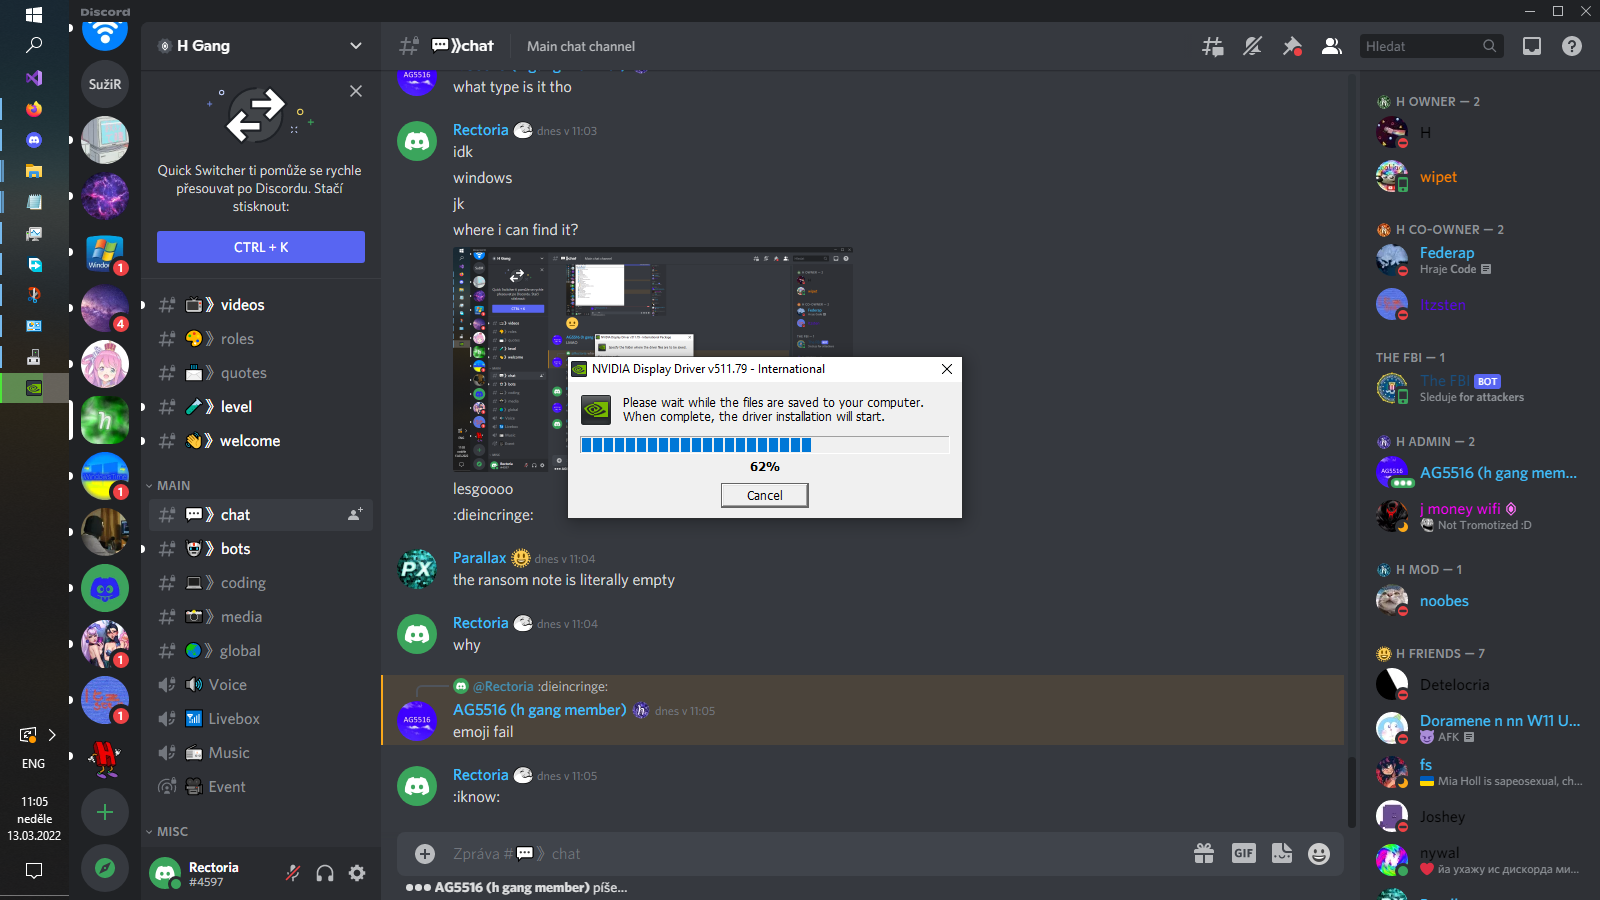 Discord
H Gang
chat
Main chat channel
Hledat
SužiR
Quick Switcher ti pomůže se rychle
přesouvat po Discordu. Stačí
stisknout:
CTRL + K
videos
roles
quotes
level
welcome
MAIN
chat
bots
coding
media
global
Voice
Livebox
Music
Event
MISC
Rectoria
#4597
1
4
1
1
1
ENG
11:05
neděle
13.03.2022
AG5516
what type is it tho
Rectoria dnes v 11:03
idk
windows
jk
where i can find it?
lesgoooo
:dieincringe:
NVIDIA Display Driver v511.79 - International
Please wait while the files are saved to your computer.
When complete, the driver installation will start.
62%
Cancel
PX
Parallax dnes v 11:04
the ransom note is literally empty
Rectoria dnes v 11:04
why
@Rectoria :dieincringe:
AG5516
AG5516 (h gang member) dnes v 11:05
emoji fail
Rectoria dnes v 11:05
:iknow:
Zpráva # 💬》chat
GIF
AG5516 (h gang member) píše...
H OWNER — 2
H
wipet
H CO-OWNER — 2
Federap
Hraje Code
Itzsten
THE FBI — 1
The FBI BOT
Sleduje for attackers
H ADMIN — 2
AG5516
AG5516 (h gang mem...
j money wifi
Not Tromotized :D
H MOD — 1
noobes
H FRIENDS — 7
Detelocria
Doramene n nn W11 U...
AFK
fs
Mia Holl is sapeosexual, ch...
Joshey
nywal
йа ухажу ис дискорда ми...